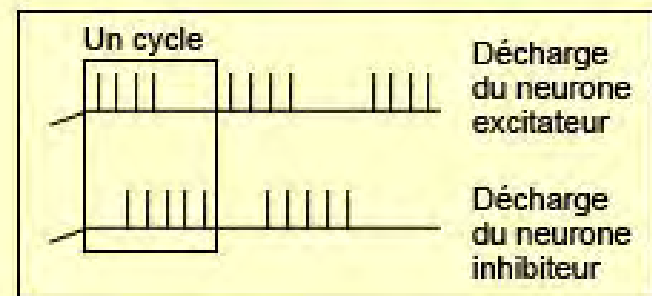 Un cycle
Décharge
du neurone
excitateur
Décharge
du neurone
inhibiteur